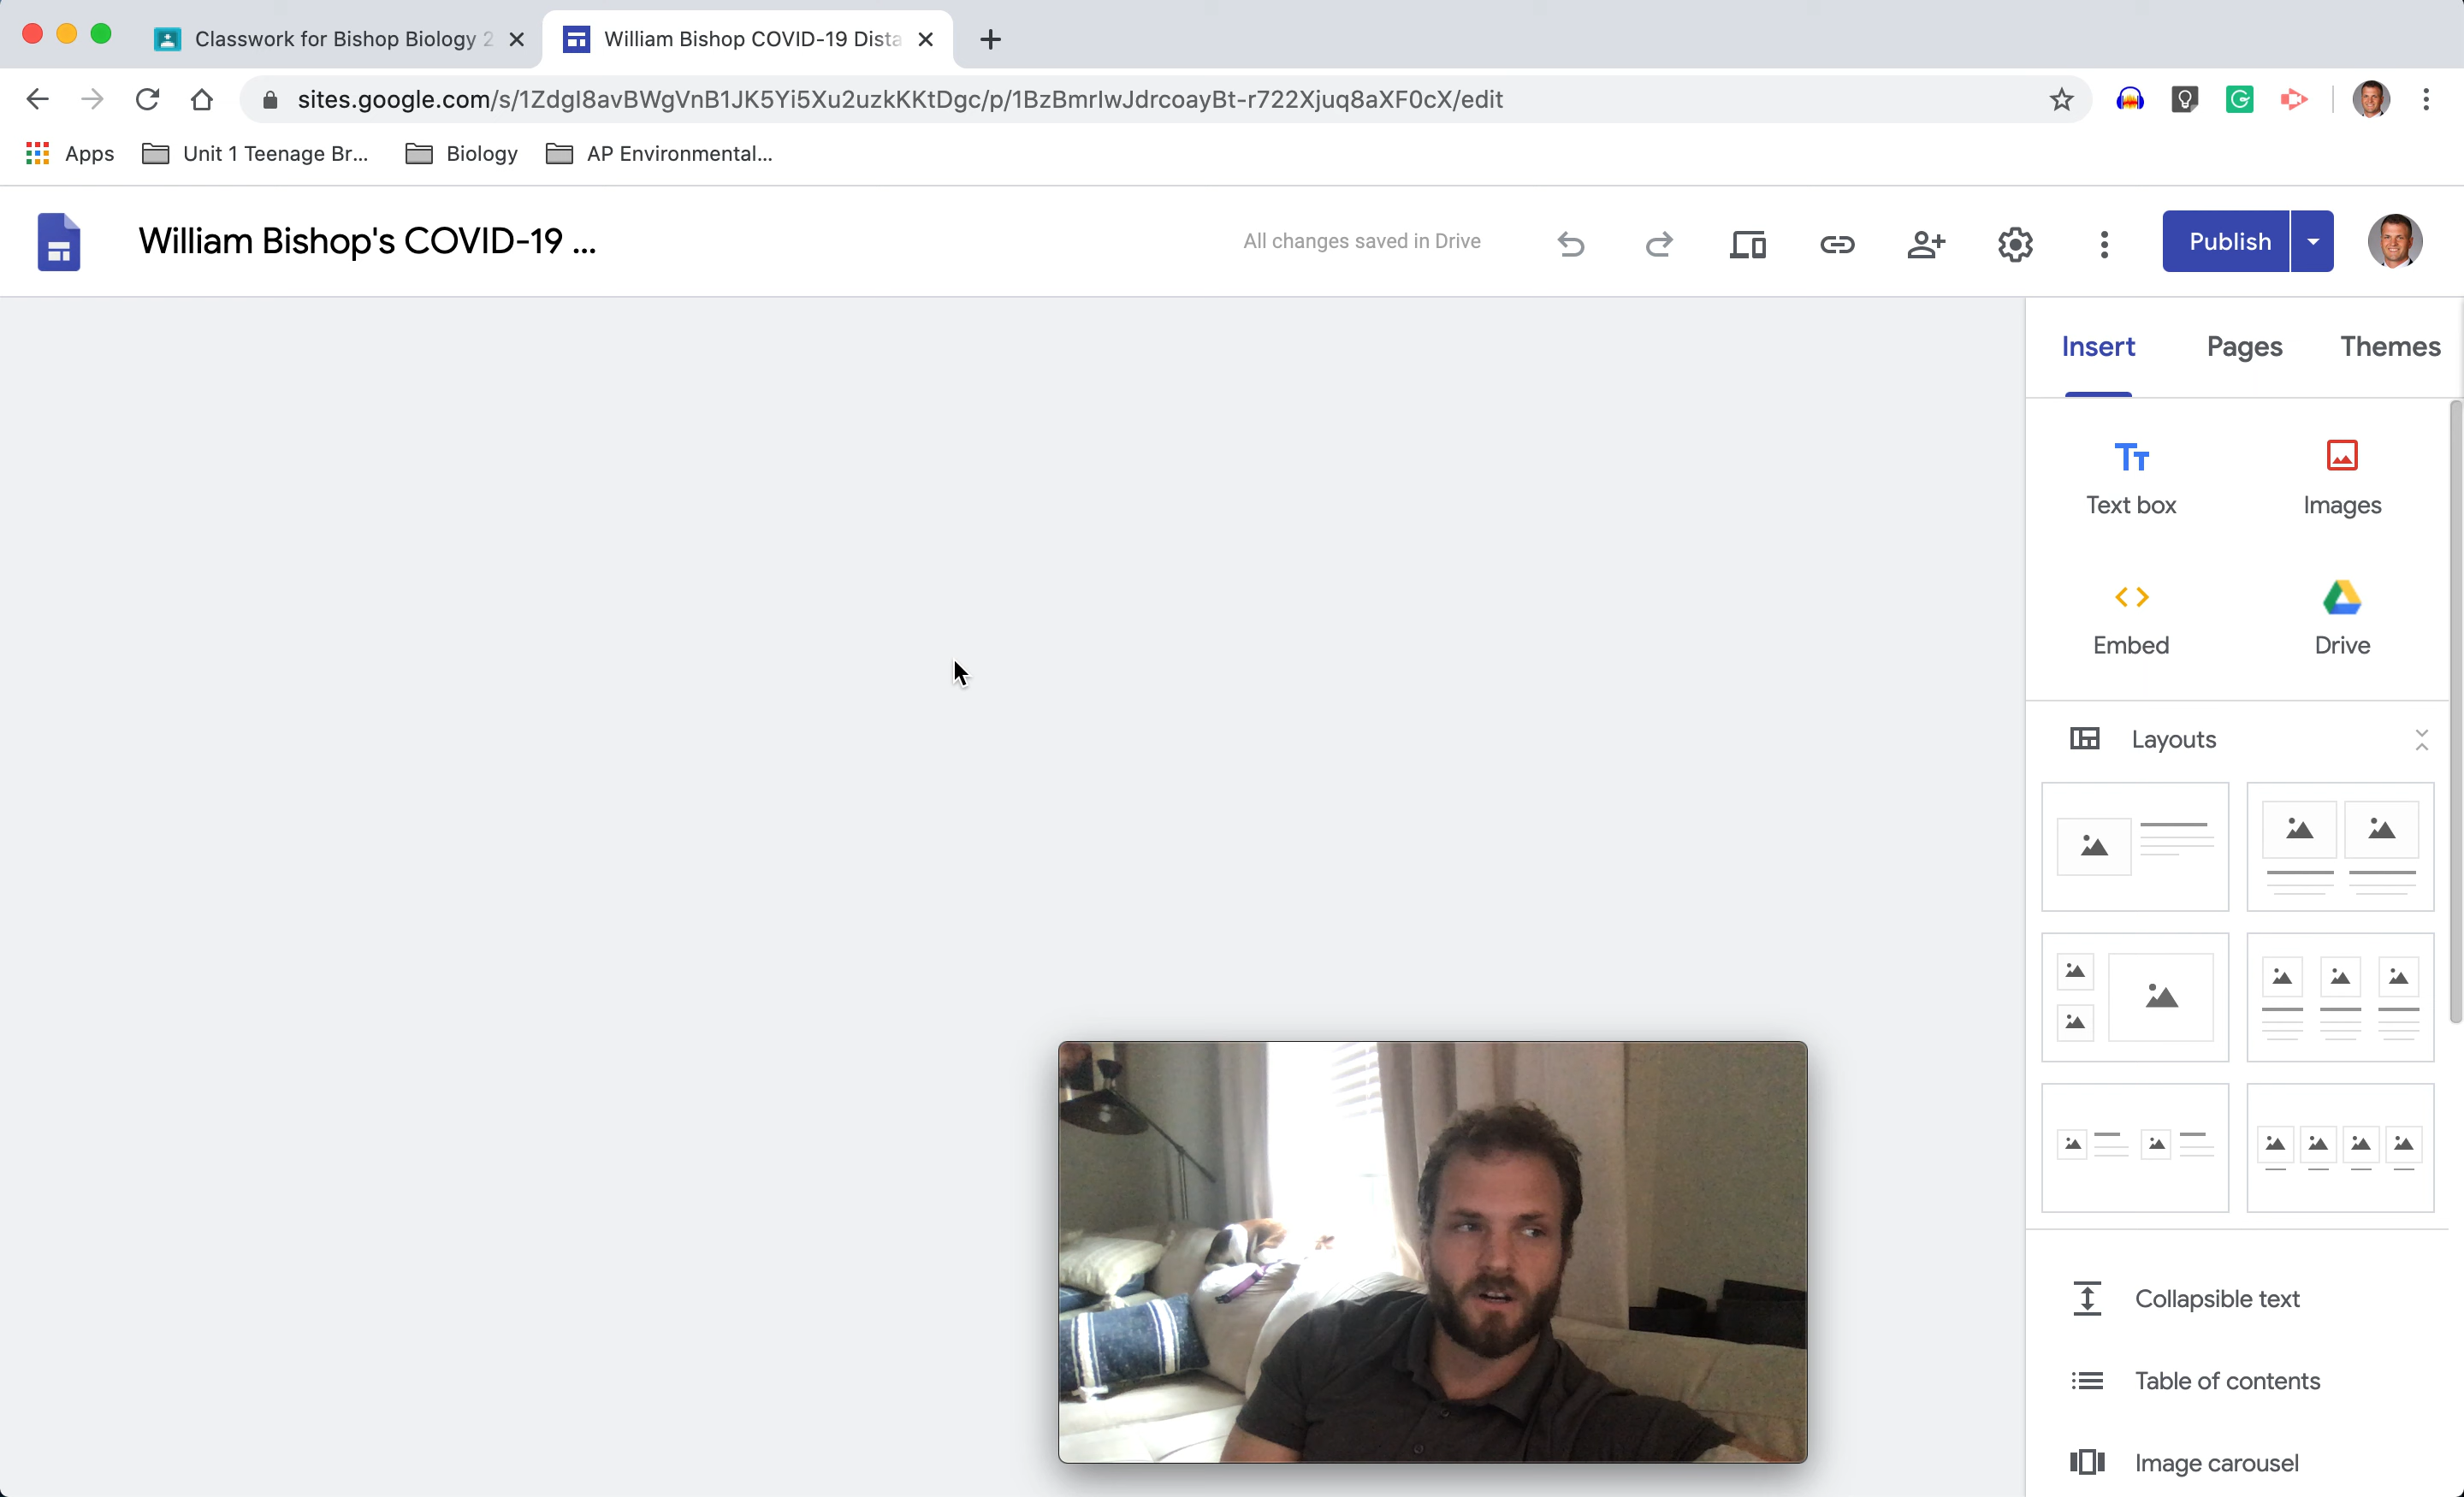 Classwork for Bishop Biology 2
William Bishop COVID-19 Dista
sites.google.com/s/1ZdgI8avBWgVnB1JK5Yi5Xu2uzkKKtDgc/p/1BzBmrIwJdrcoayBt-r722Xjuq8aXF0cX/edit
Apps
Unit 1 Teenage Br...
Biology
AP Environmental...
William Bishop's COVID-19 ...
All changes saved in Drive
Publish
Insert
Pages
Themes
Text box
Images
Embed
Drive
Layouts
Collapsible text
Table of contents
Image carousel